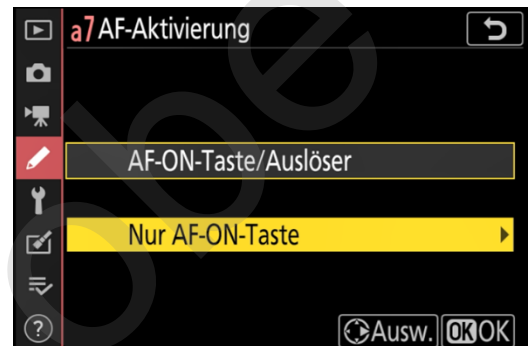 a7 AF-Aktivierung
AF-ON-Taste/Auslöser
Nur AF-ON-Taste
?
Ausw. OK OK